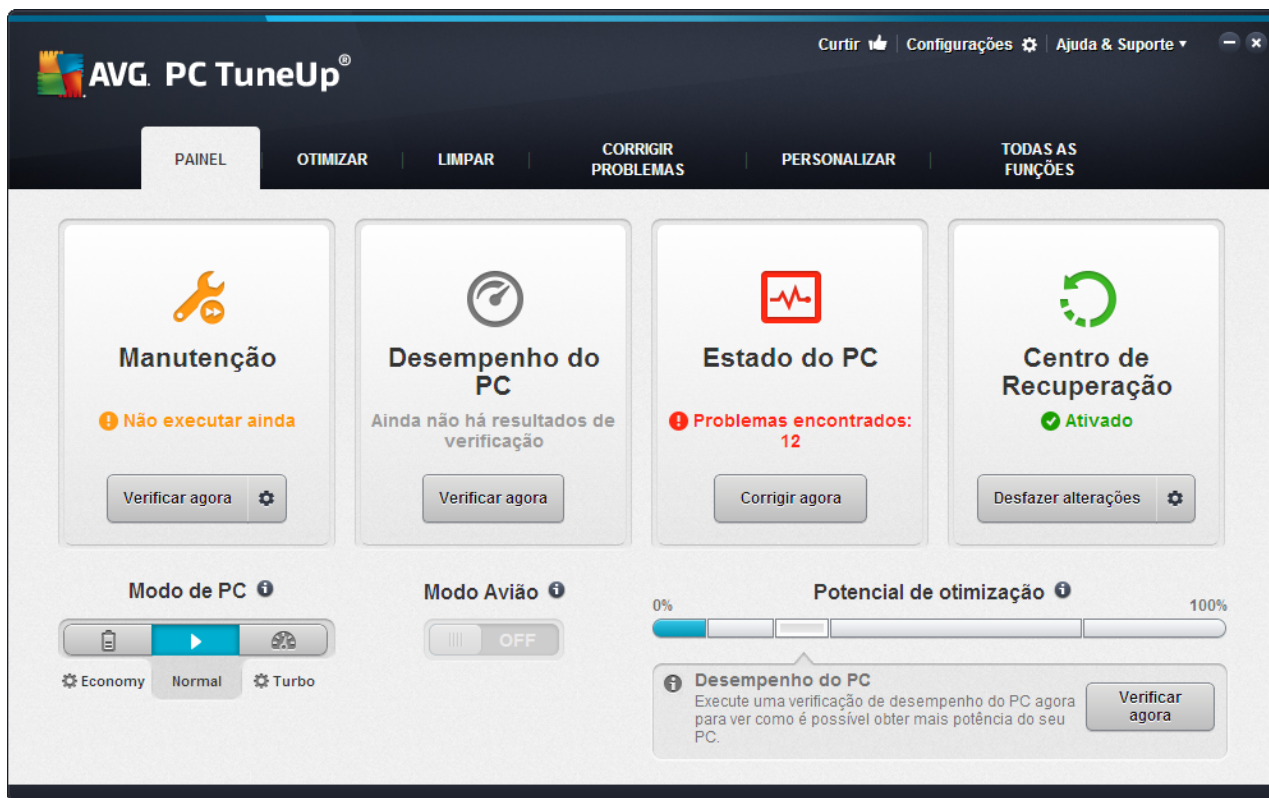 Curtir
Configurações
Ajuda & Suporte
AVG. PC TuneUp®
PAINEL
OTIMIZAR
LIMPAR
CORRIGIR
PROBLEMAS
PERSONALIZAR
TODAS AS
FUNÇÕES
Manutenção
Não executar ainda
Verificar agora
Desempenho do
PC
Ainda não há resultados de
verificação
Verificar agora
Estado do PC
Problemas encontrados:
12
Corrigir agora
Centro de
Recuperação
Ativado
Desfazer alterações
Modo de PC
Economy
Normal
Turbo
Modo Avião
OFF
Potencial de otimização
0%
100%
Desempenho do PC
Execute uma verificação de desempenho do PC agora
para ver como é possível obter mais potência do seu
PC.
Verificar
agora